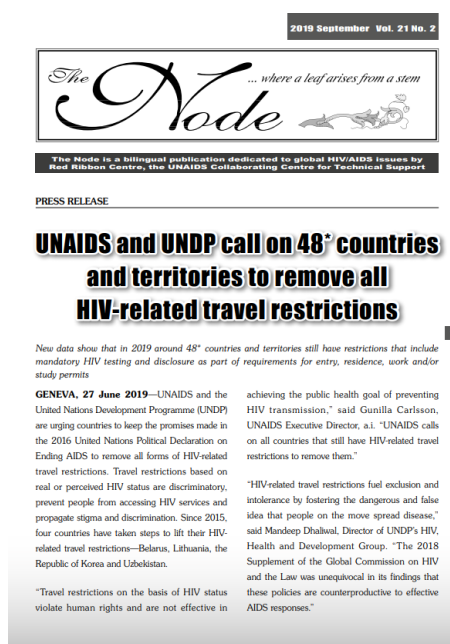 2019 September Vol. 21 No. 2
The Node
... where a leaf arises from a stem
The Node is a bilingual publication dedicated to global HIV/AIDS issues by
Red Ribbon Centre, the UNAIDS Collaborating Centre for Technical Support
PRESS RELEASE
UNAIDS and UNDP call on 48* countries
and territories to remove all
HIV-related travel restrictions
New data show that in 2019 around 48* countries and territories still have restrictions that include
mandatory HIV testing and disclosure as part of requirements for entry, residence, work and/or
study permits
GENEVA, 27 June 2019—UNAIDS and the
United Nations Development Programme (UNDP)
are urging countries to keep the promises made in
the 2016 United Nations Political Declaration on
Ending AIDS to remove all forms of HIV-related
travel restrictions. Travel restrictions based on
real or perceived HIV status are discriminatory,
prevent people from accessing HIV services and
propagate stigma and discrimination. Since 2015,
four countries have taken steps to lift their HIV-
related travel restrictions—Belarus, Lithuania, the
Republic of Korea and Uzbekistan.
"Travel restrictions on the basis of HIV status
violate human rights and are not effective in
achieving the public health goal of preventing
HIV transmission," said Gunilla Carlsson,
UNAIDS Executive Director, a.i. "UNAIDS calls
on all countries that still have HIV-related travel
restrictions to remove them."
"HIV-related travel restrictions fuel exclusion and
intolerance by fostering the dangerous and false
idea that people on the move spread disease,"
said Mandeep Dhaliwal, Director of UNDP's HIV,
Health and Development Group. "The 2018
Supplement of the Global Commission on HIV
and the Law was unequivocal in its findings that
these policies are counterproductive to effective
AIDS responses."